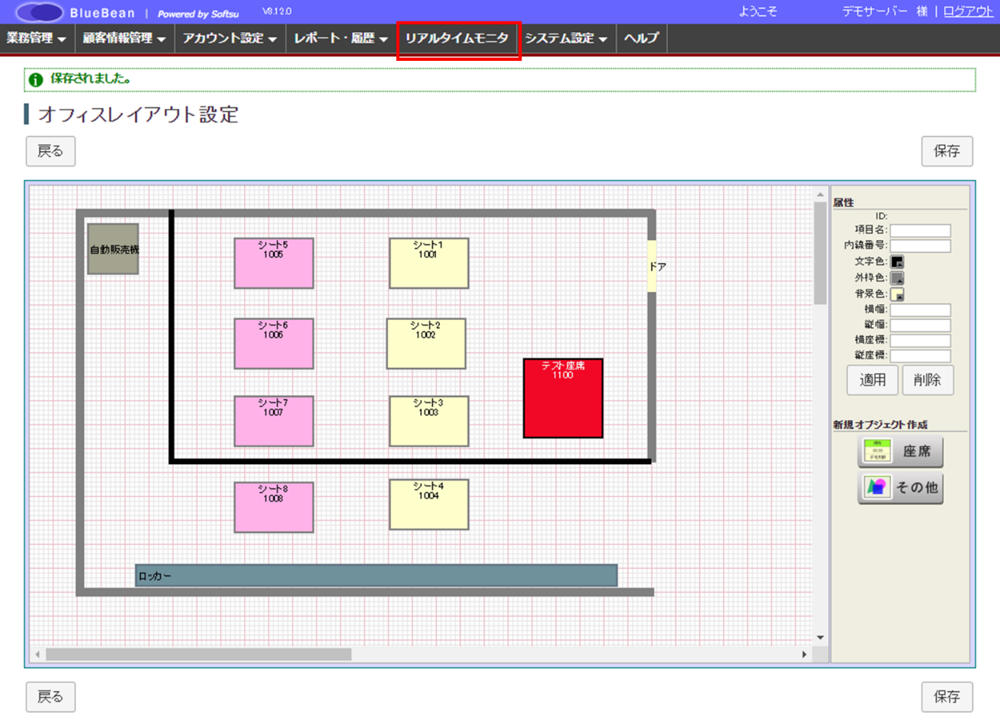 BlueBean | Powered by Softsu V8.12.0 ようこそ デモサーバー 様 | ログアウト
業務管理 顧客情報管理 アカウント設定 レポート・履歴 リアルタイムモニタ システム設定 ヘルプ
保存されました。
オフィスレイアウト設定
戻る 保存
自動販売機
シート5
1005
シート1
1001
ドア
シート6
1006
シート2
1002
テスト座席
1100
シート7
1007
シート3
1003
シート8
1008
シート4
1004
ロッカー
属性
ID:
項目名:
内線番号:
文字色:
外枠色:
背景色:
横幅:
縦幅:
横座標:
縦座標:
適用 削除
新規オブジェクト作成
座席
その他
戻る 保存